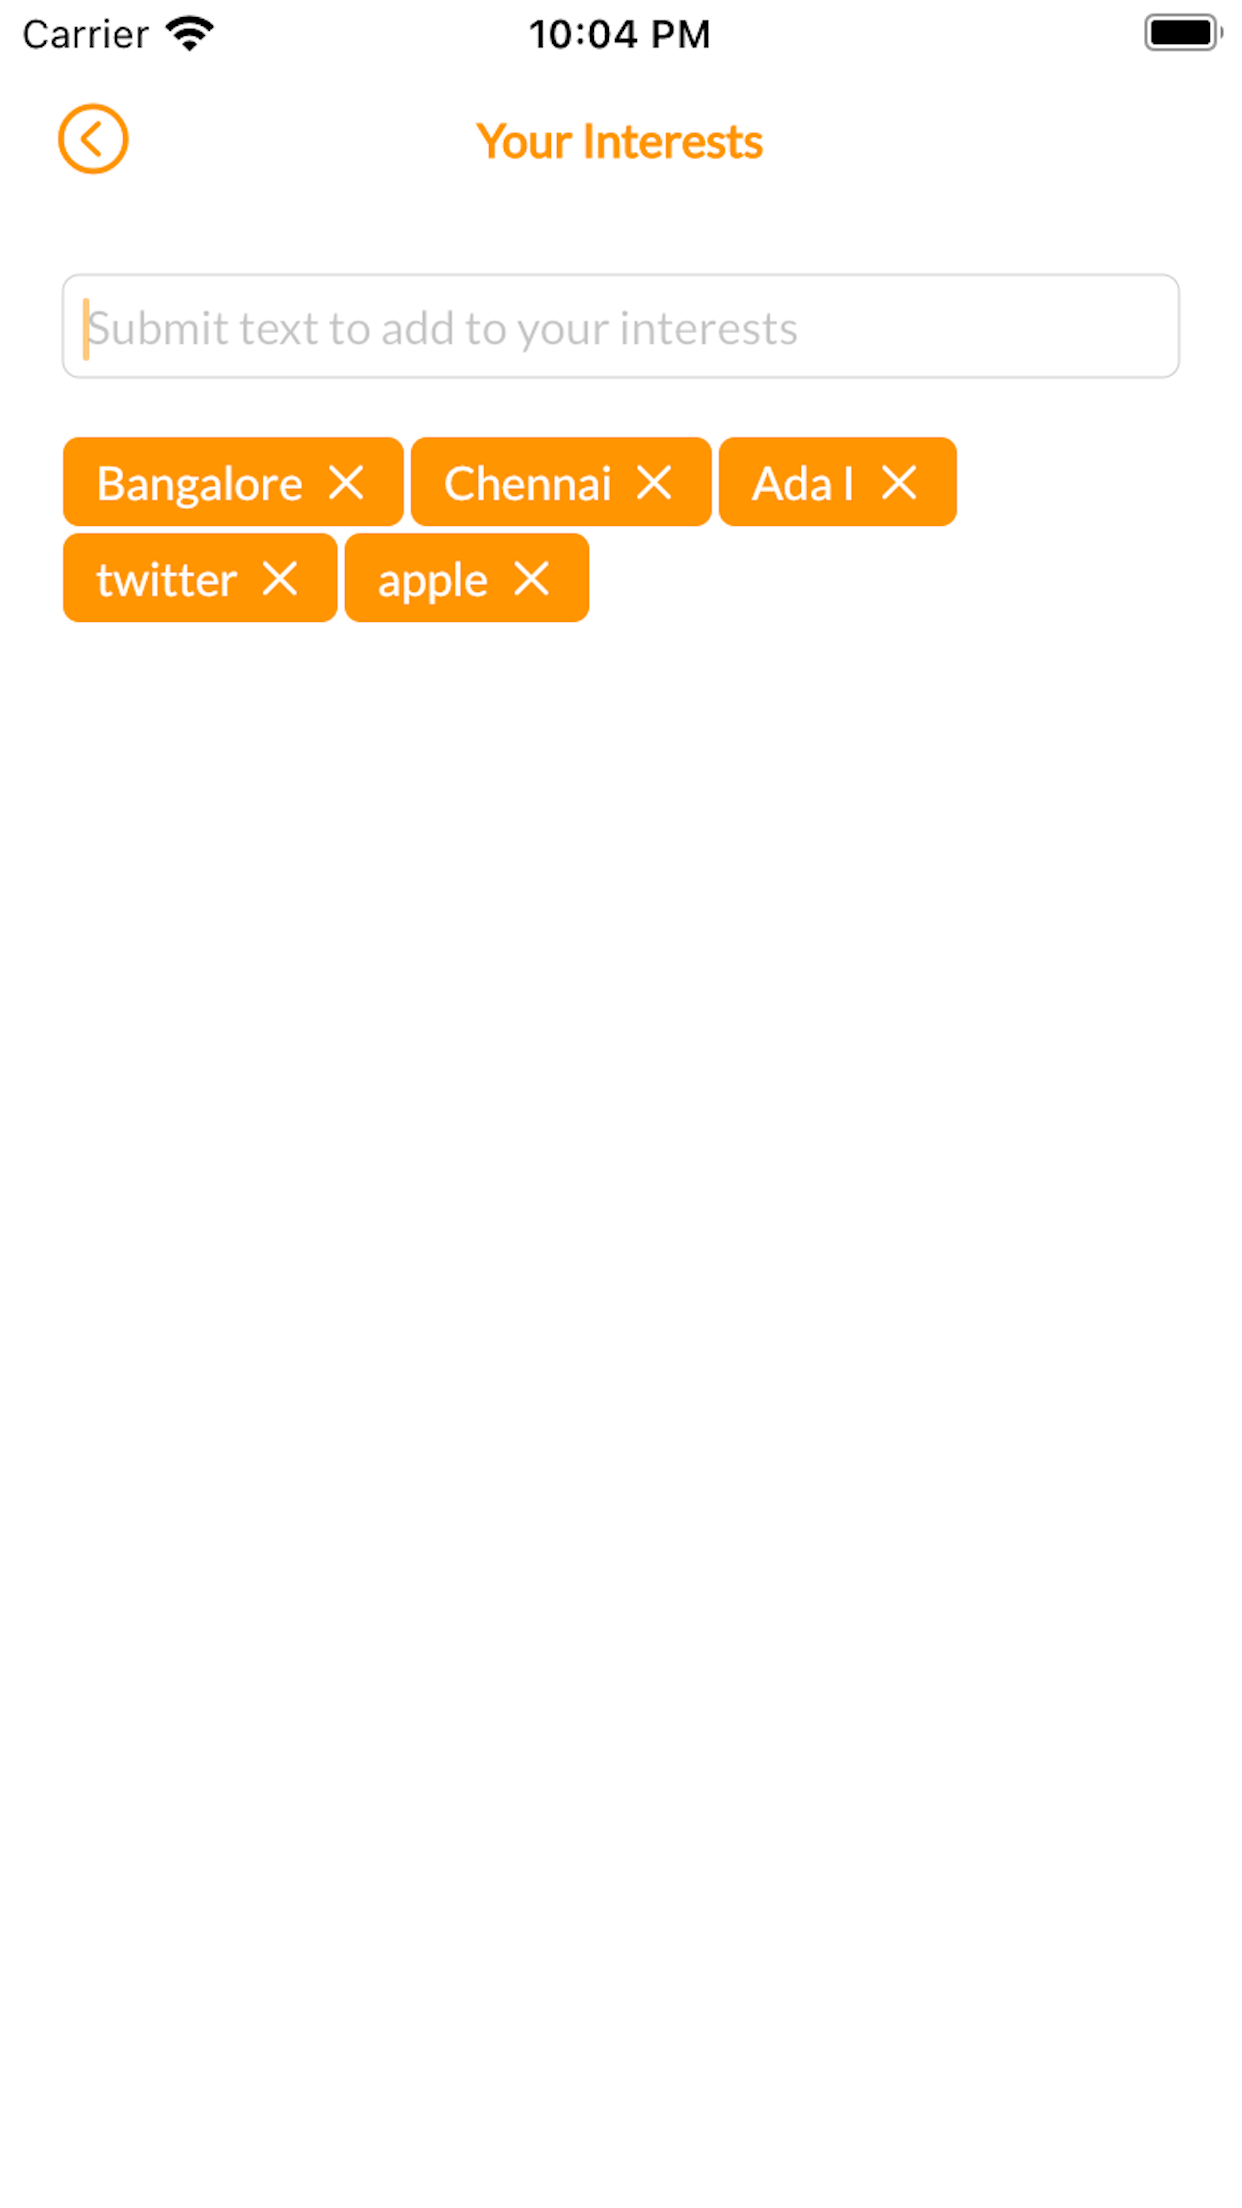 Carrier 10:04 PM
Your Interests
Submit text to add to your interests
Bangalore Chennai Ada I
twitter apple